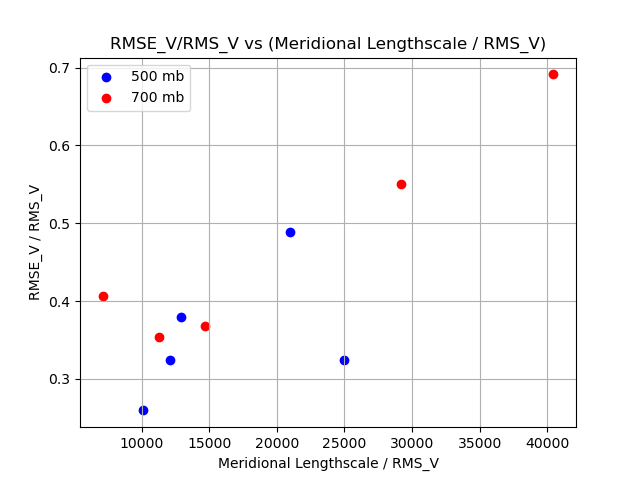 RMSE_V/RMS_V vs (Meridional Lengthscale / RMS_V)
500 mb
700 mb
RMSE_V / RMS_V
0.7
0.6
0.5
0.4
0.3
10000 15000 20000 25000 30000 35000 40000
Meridional Lengthscale / RMS_V